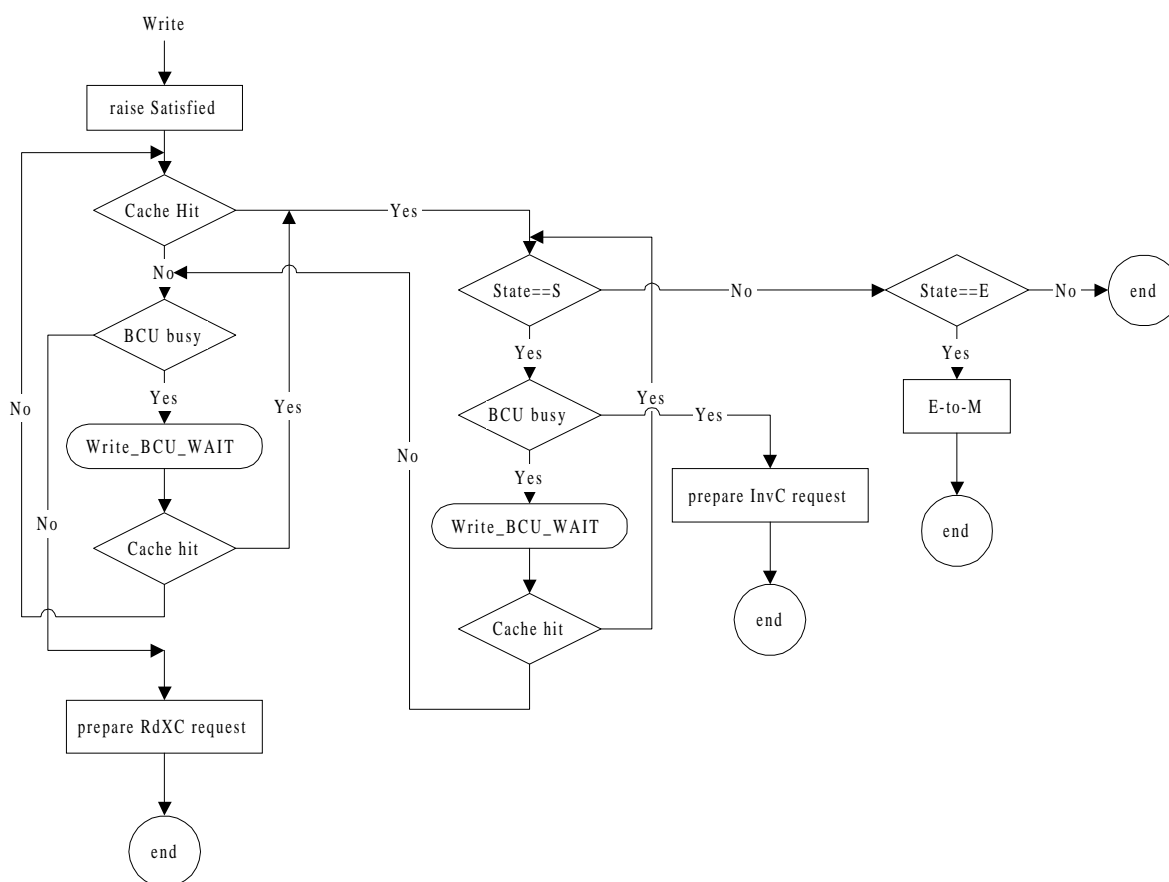 Write
raise Satisfied
Cache Hit
Yes
No
State==S
No
State==E
No
end
BCU busy
Yes
Yes
Yes
No
Yes
Yes
E-to-M
BCU busy
Yes
Write_BCU_WAIT
No
Yes
prepare InvC request
No
Write_BCU_WAIT
end
Cache hit
end
Cache hit
prepare RdXC request
end